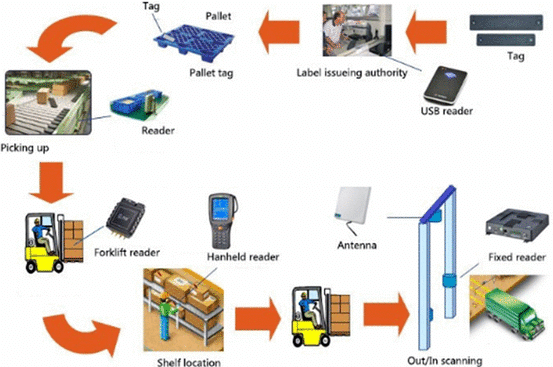 Tag
Pallet
Pallet tag
Label issueing authority
Tag
USB reader
Reader
Picking up
Forklift reader
Hanheld reader
Antenna
Fixed reader
Shelf location
Out/In scanning